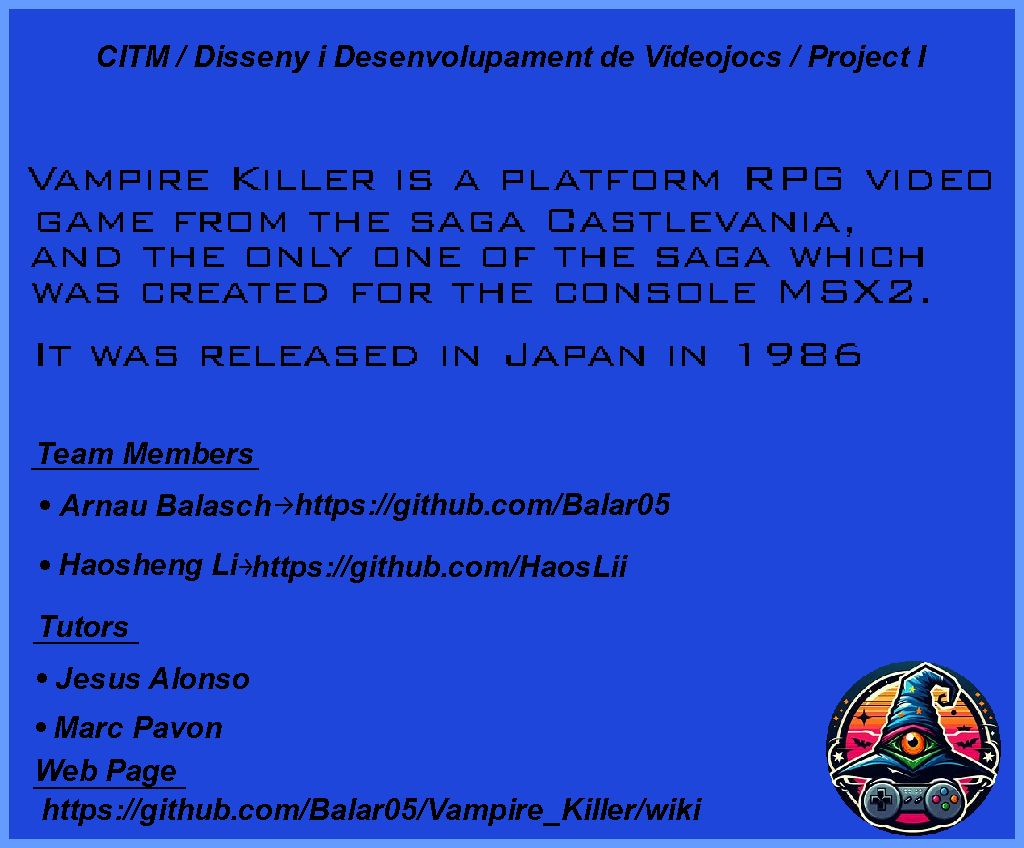 CITM / Disseny i Desenvolupament de Videojocs / Project I
Vampire Killer is a platform RPG video
game from the saga Castlevania,
and the only one of the saga which
was created for the console MSX2.
It was released in Japan in 1986
Team Members
• Arnau Balasch→https://github.com/Balar05
• Haosheng Li→https://github.com/HaosLii
Tutors
• Jesus Alonso
• Marc Pavon
Web Page
https://github.com/Balar05/Vampire_Killer/wiki